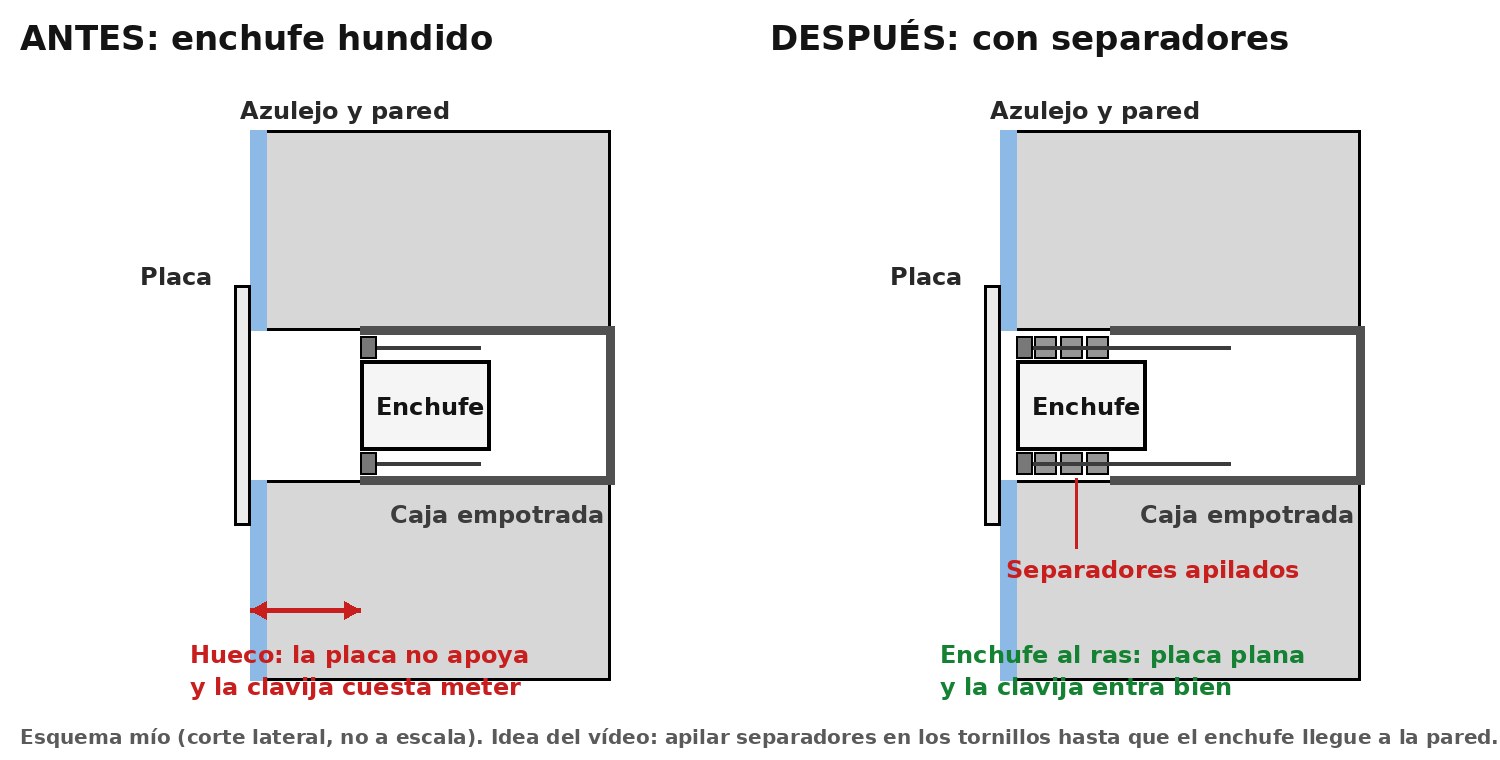 ANTES: enchufe hundido
Azulejo y pared
Placa
Enchufe
Caja empotrada
Hueco: la placa no apoya
y la clavija cuesta meter
DESPUÉS: con separadores
Azulejo y pared
Placa
Enchufe
Caja empotrada
Separadores apilados
Enchufe al ras: placa plana
y la clavija entra bien
Esquema mío (corte lateral, no a escala). Idea del vídeo: apilar separadores en los tornillos hasta que el enchufe llegue a la pared.